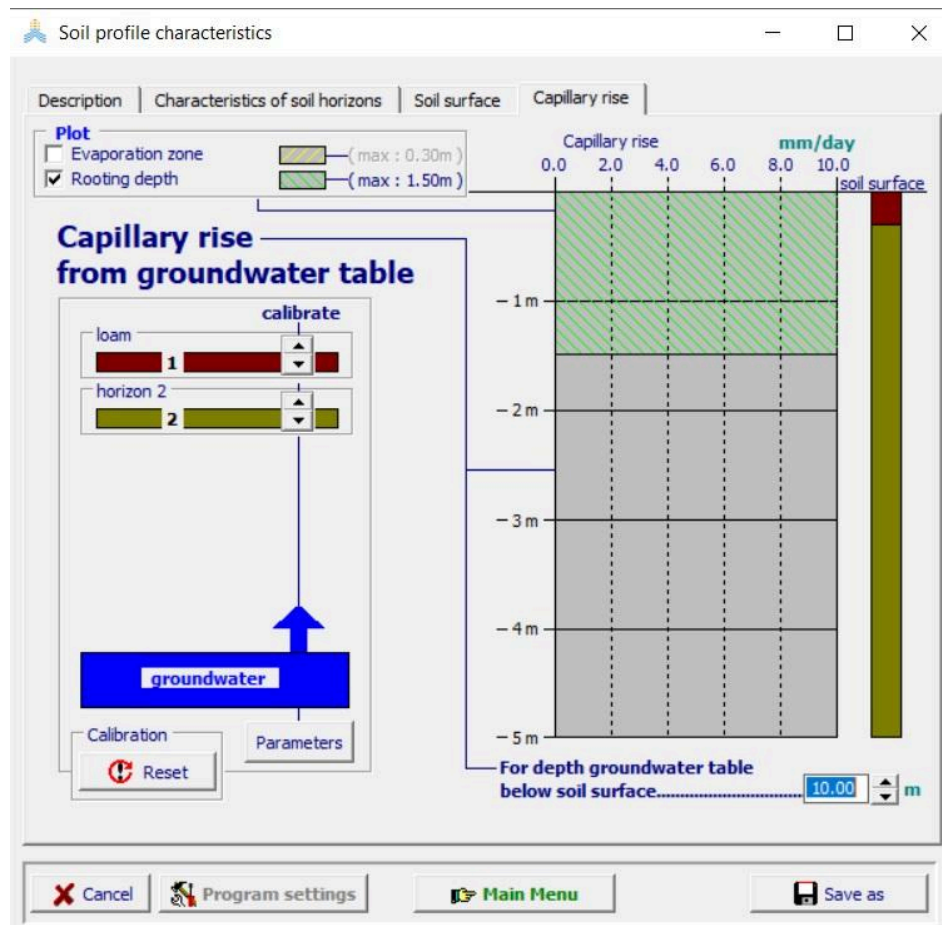 Soil profile characteristics
Description Characteristics of soil horizons Soil surface Capillary rise
Plot
Evaporation zone (max : 0.30m)
Rooting depth (max : 1.50m)
Capillary rise mm/day
0.0 2.0 4.0 6.0 8.0 10.0
soil surface
Capillary rise
from groundwater table
calibrate
loam
1
horizon 2
2
groundwater
Calibration
Reset
Parameters
– 1 m
– 2 m
– 3 m
– 4 m
– 5 m
For depth groundwater table
below soil surface................................. 10.00 m
Cancel Program settings Main Menu Save as